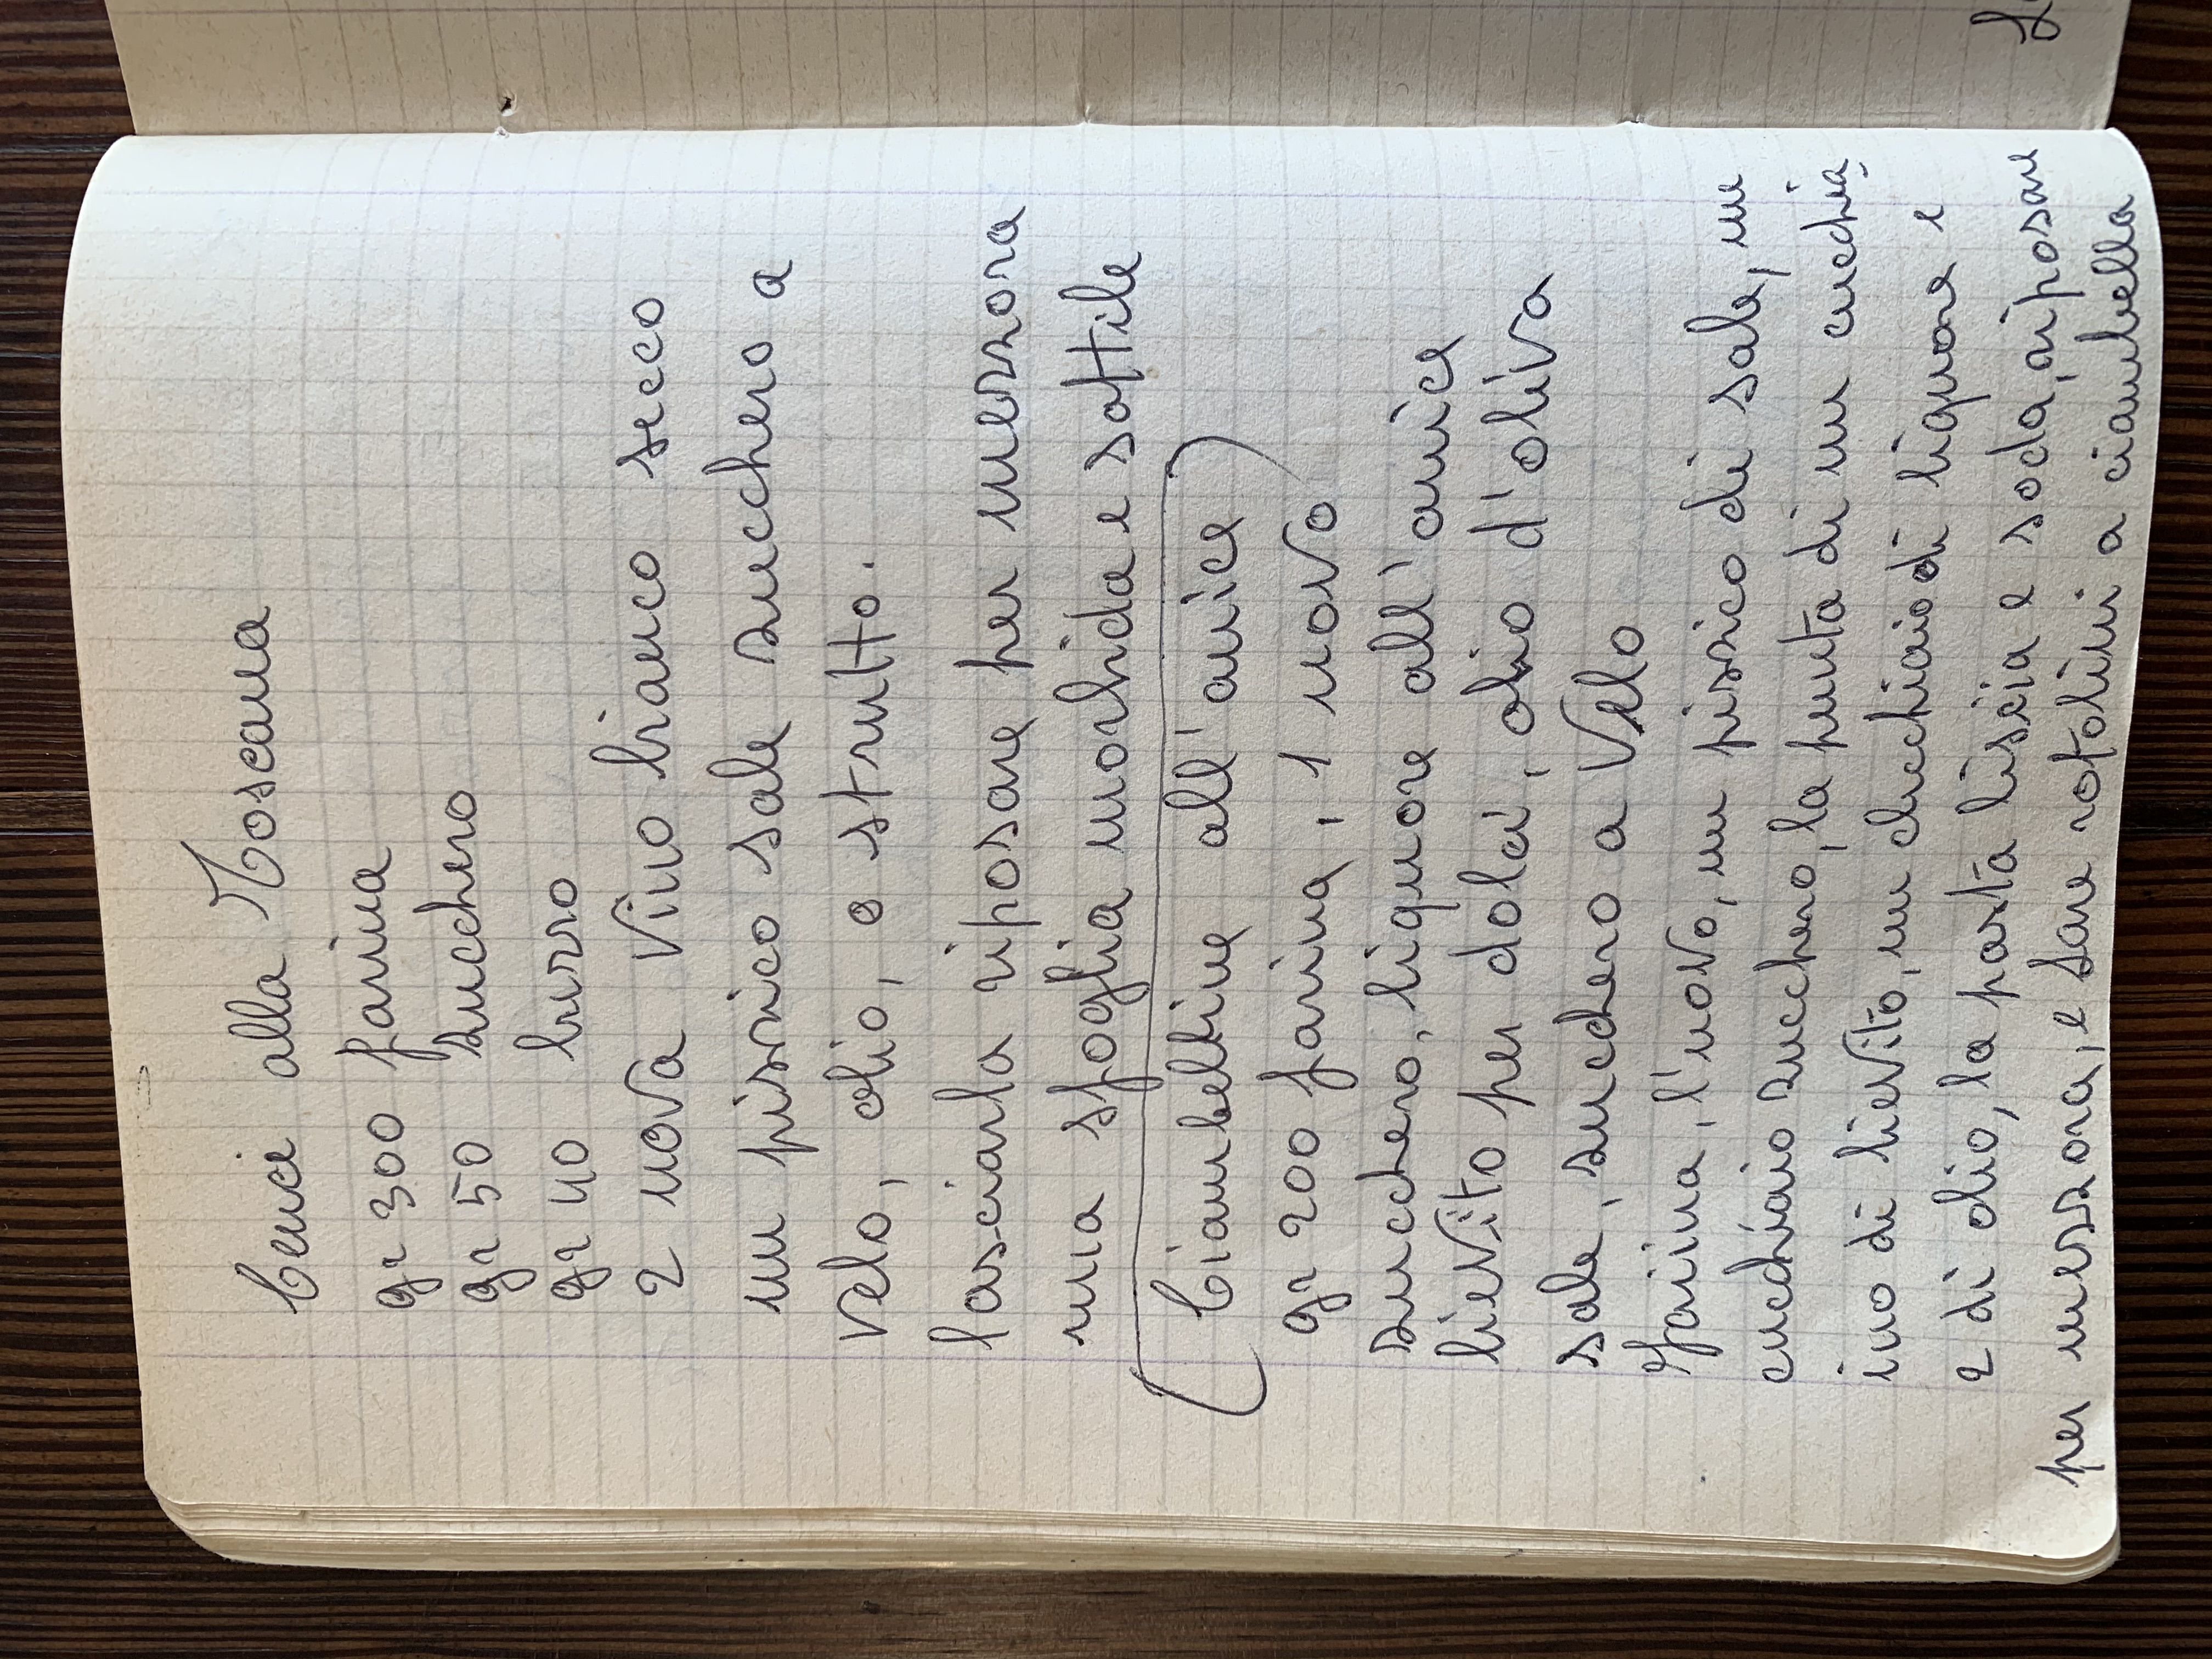 Cenci alla Toscana
gr 300 farina
gr 50 zucchero
gr 40 burro
2 uova vino bianco secco
un pizzico sale zucchero a
velo, olio, o strutto.
lasciarla riposare per mezzora
una sfoglia morbida e sottile
(Ciambelline all'anice)
gr 200 farina, 1 uovo
zucchero, liquore all'anice
lievito per dolci, olio d'oliva
sale, zucchero a Velo
Farina, l'uovo, un pizzico di sale, un
cucchiaio zucchero, la punta di un cucchia
ino di lievito, un cucchiaio di liquore e
2 di olio, la pasta liscia e soda, riposare
per mezzora, e fare rotolini a ciambella